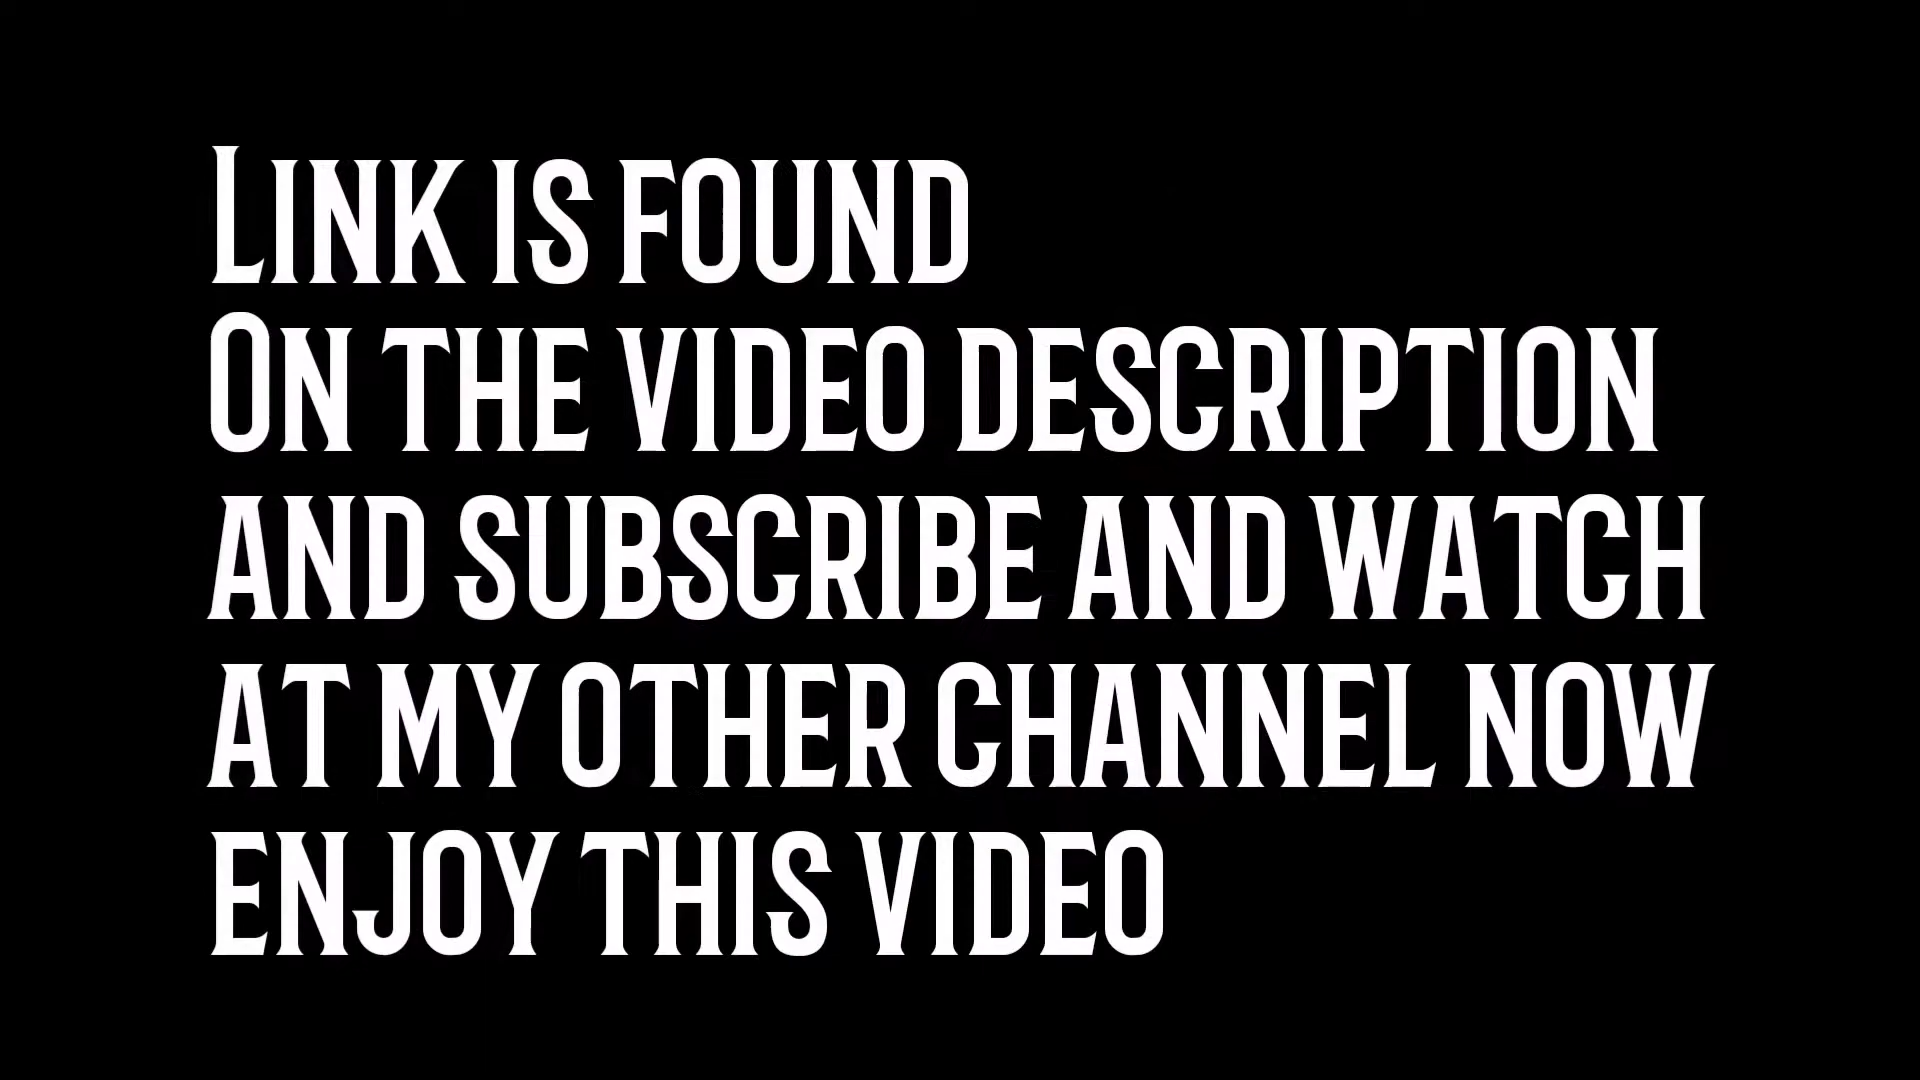 Link is found
On the video description
and subscribe and watch
at my other channel now
enjoy this video